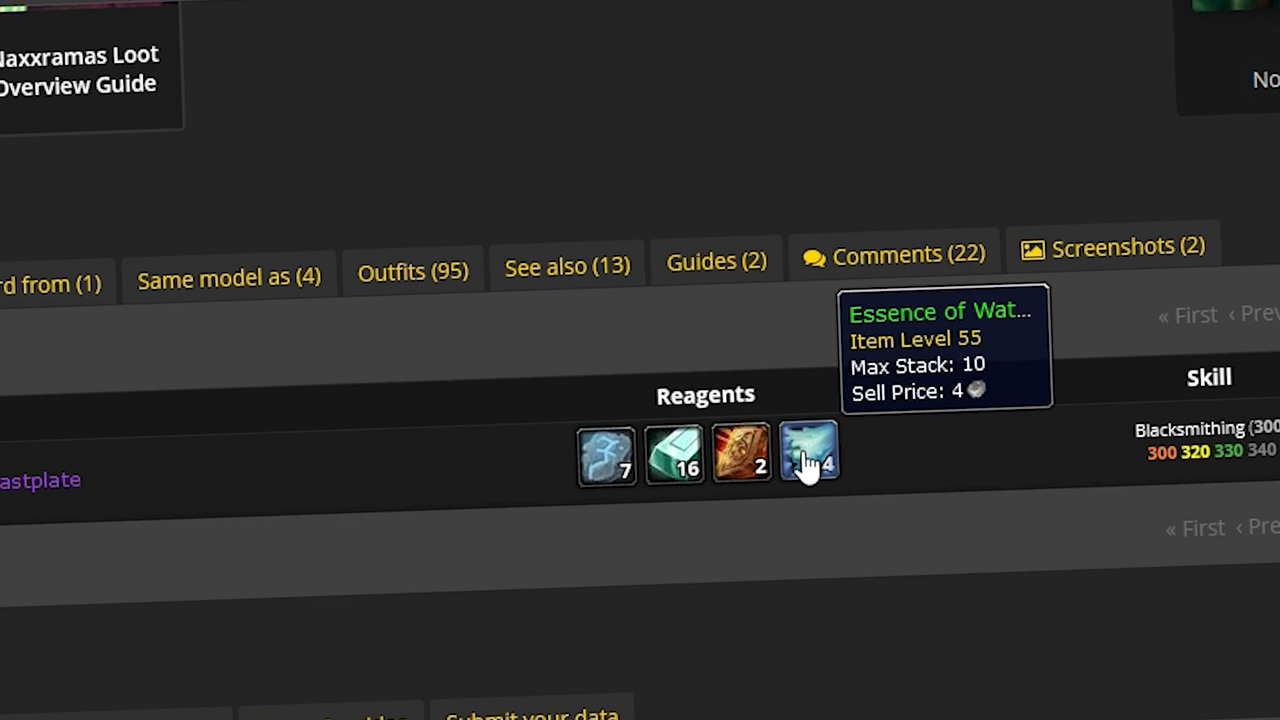 Naxxramas Loot
Overview Guide
No
rd from (1)
Same model as (4)
Outfits (95)
See also (13)
Guides (2)
Comments (22)
Screenshots (2)
« First ‹ Prev
Essence of Wat...
Item Level 55
Max Stack: 10
Sell Price: 4
Reagents
Skill
astplate
7
16
2
4
Blacksmithing (300
300 320 330 340
« First ‹ Pre
Submit your data